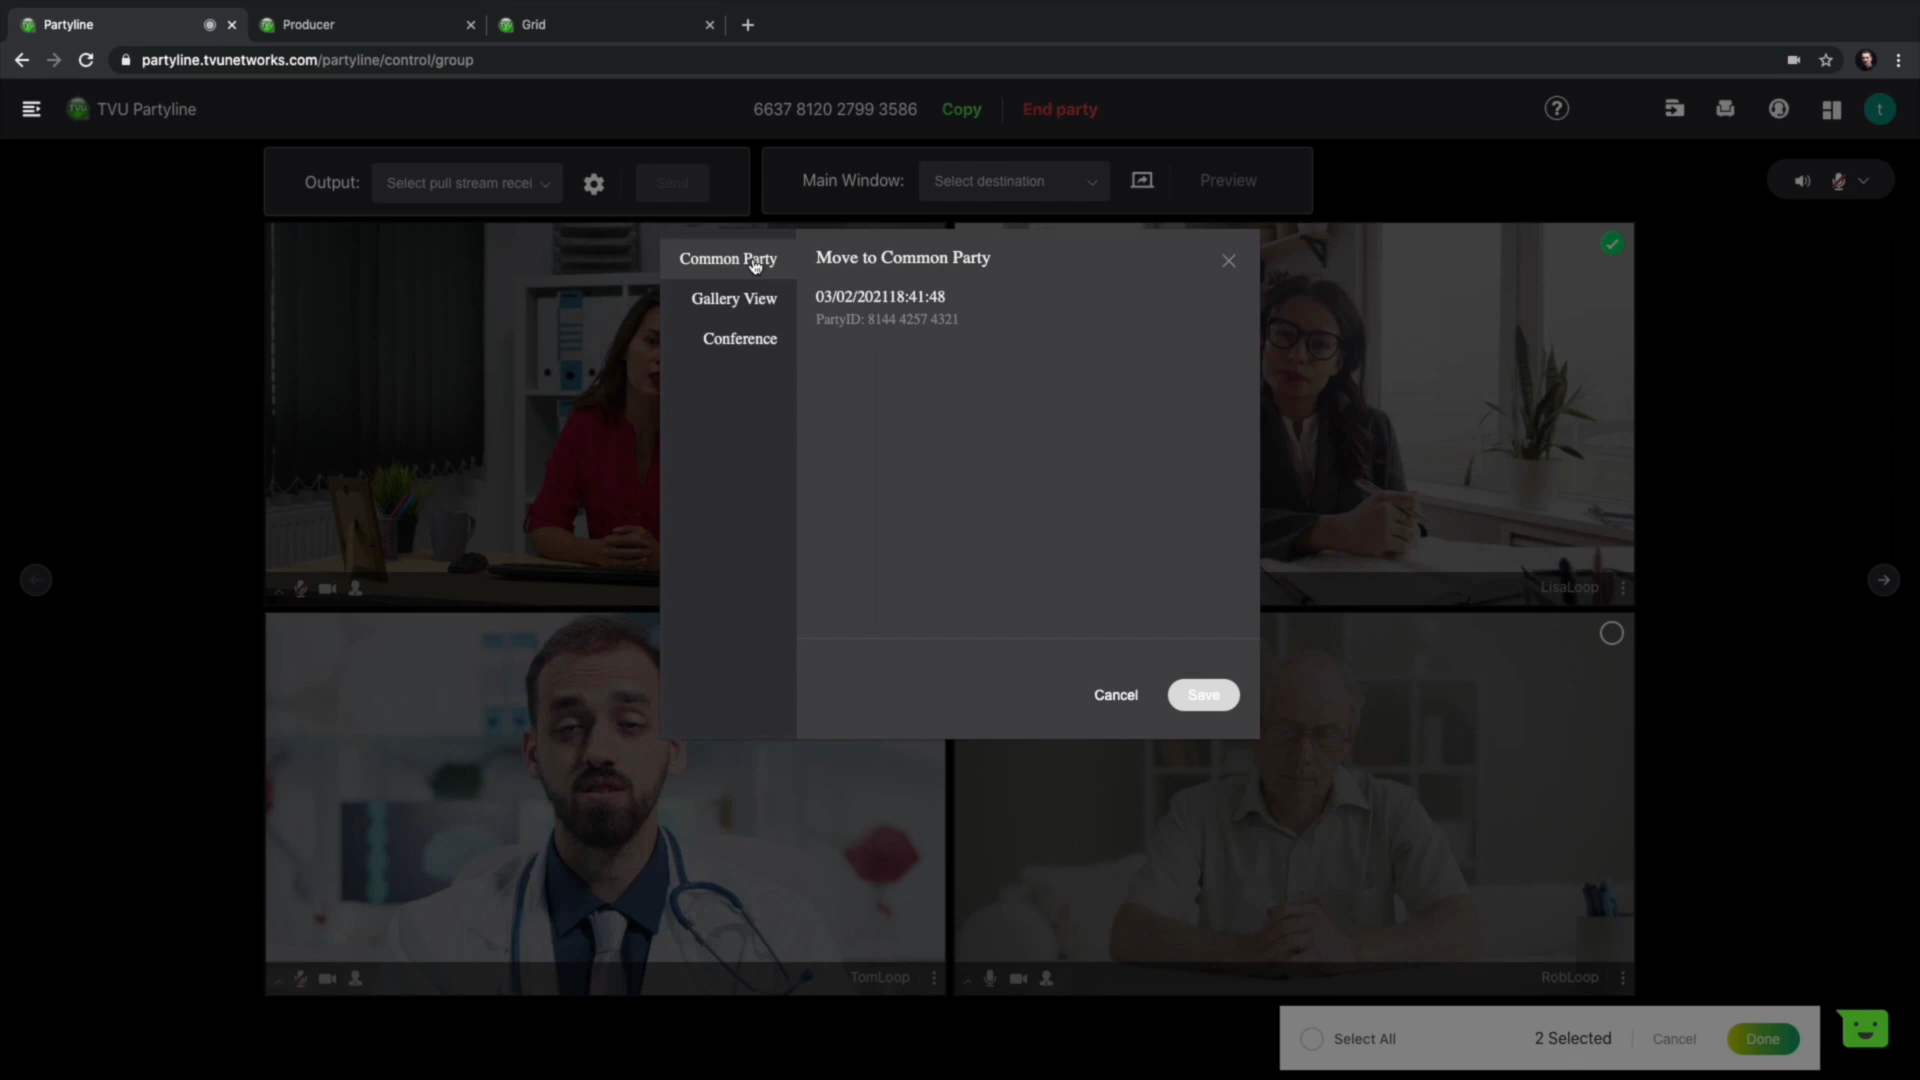 Partyline
Producer
Grid
partyline.tvunetworks.com/partyline/control/group
TVU Partyline
6637 8120 2799 3586
Copy
End party
t
Output:
Select pull stream recei
Send
Main Window:
Select destination
Preview
Common Party
Gallery View
Conference
Move to Common Party
03/02/202118:41:48
PartyID: 8144 4257 4321
Cancel
Save
LisaLoop
TomLoop
RobLoop
Select All
2 Selected
Cancel
Done